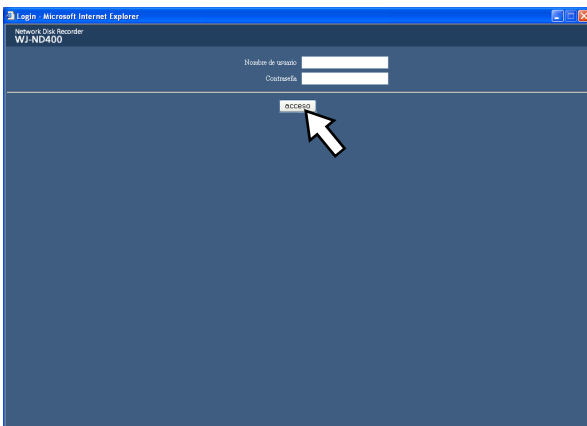 Login - Microsoft Internet Explorer
Network Disk Recorder
WJ-ND400
Nombre de usuario
Contraseña
acceso